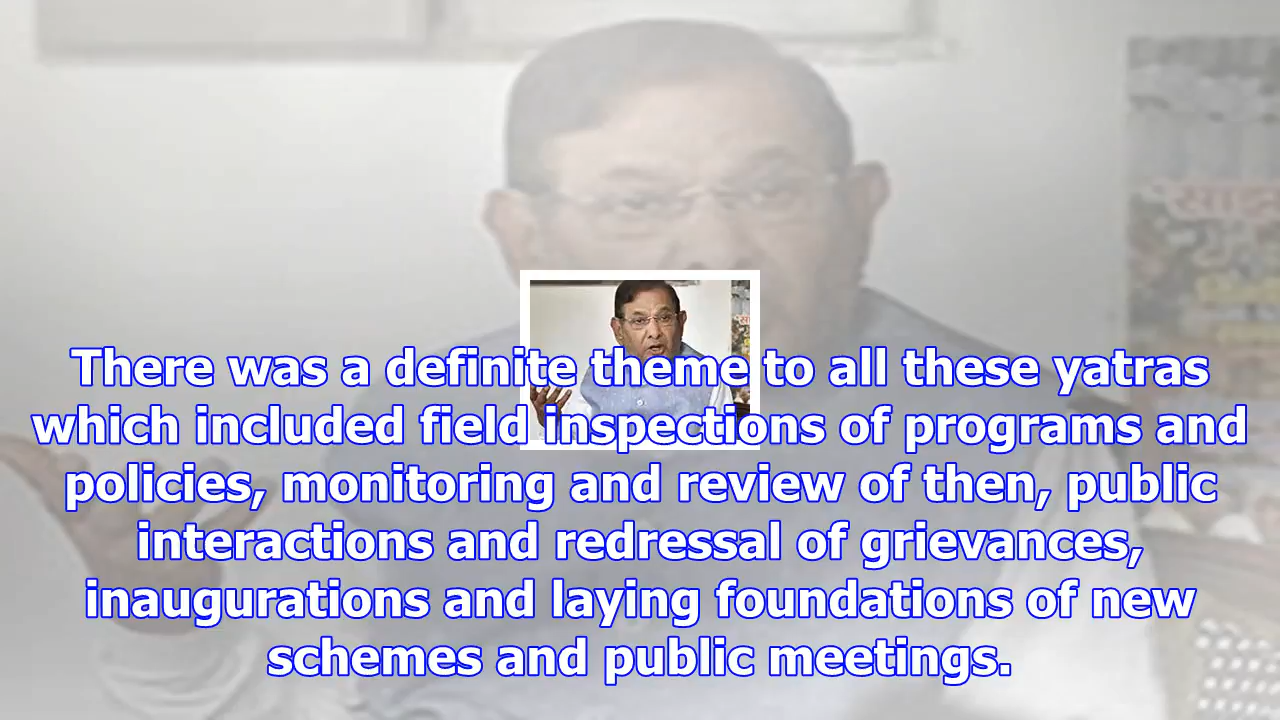 साझ
There was a definite theme to all these yatras
which included field inspections of programs and
policies, monitoring and review of then, public
interactions and redressal of grievances,
inaugurations and laying foundations of new
schemes and public meetings.